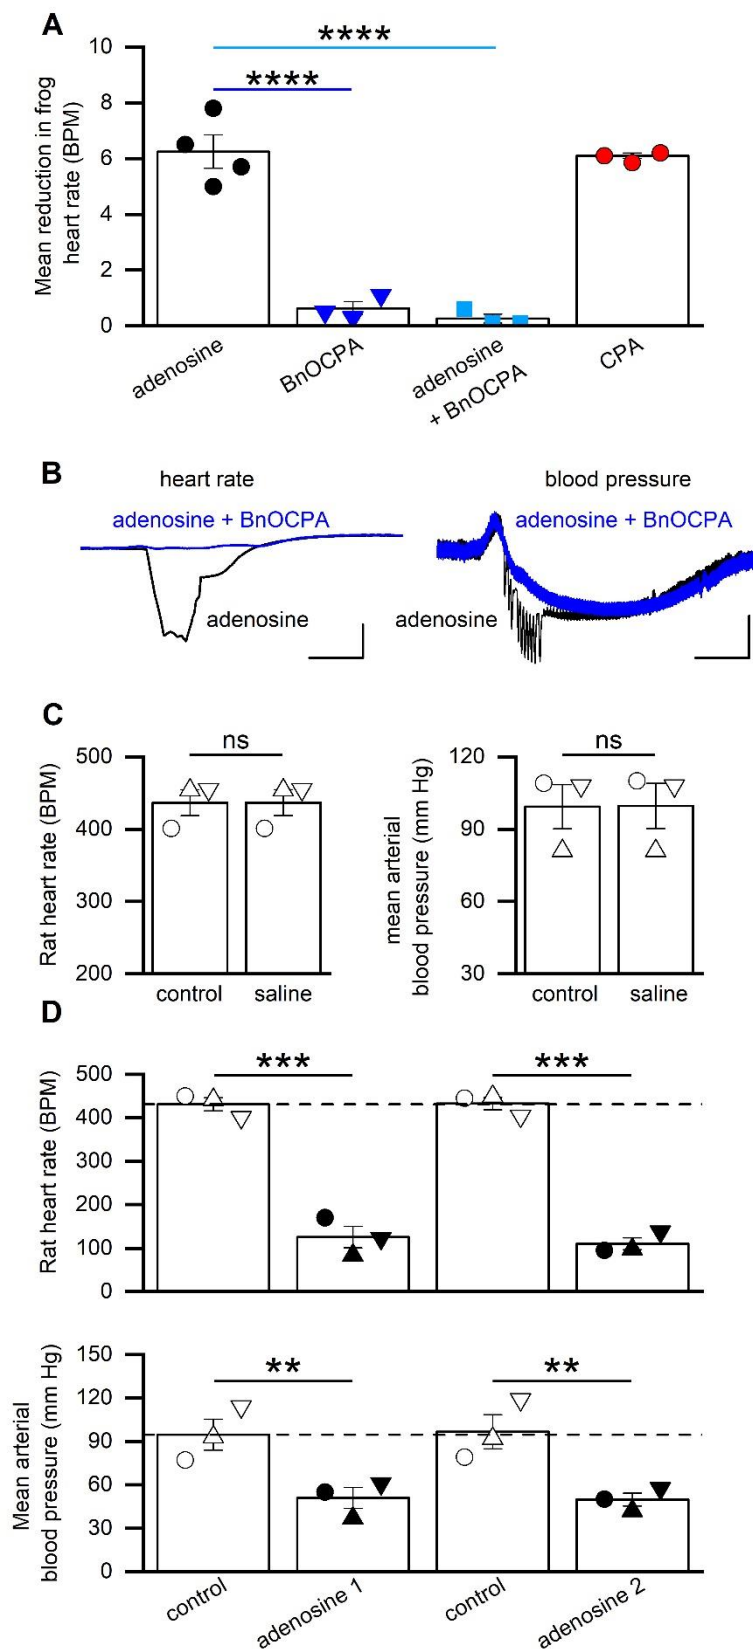 A
Mean reduction in frog
heart rate (BPM)
10
8
6
4
2
0
****
****
adenosine
BnOCPA
adenosine
+ BnOCPA
CPA
B
heart rate
blood pressure
adenosine + BnOCPA
adenosine + BnOCPA
adenosine
adenosine
C
Rat heart rate (BPM)
500
400
300
200
ns
control
saline
mean arterial
blood pressure (mm Hg)
120
90
60
30
ns
control
saline
D
Rat heart rate (BPM)
500
400
300
200
100
0
***
***
Mean arterial
blood pressure (mm Hg)
150
120
90
60
30
0
**
**
control
adenosine 1
control
adenosine 2